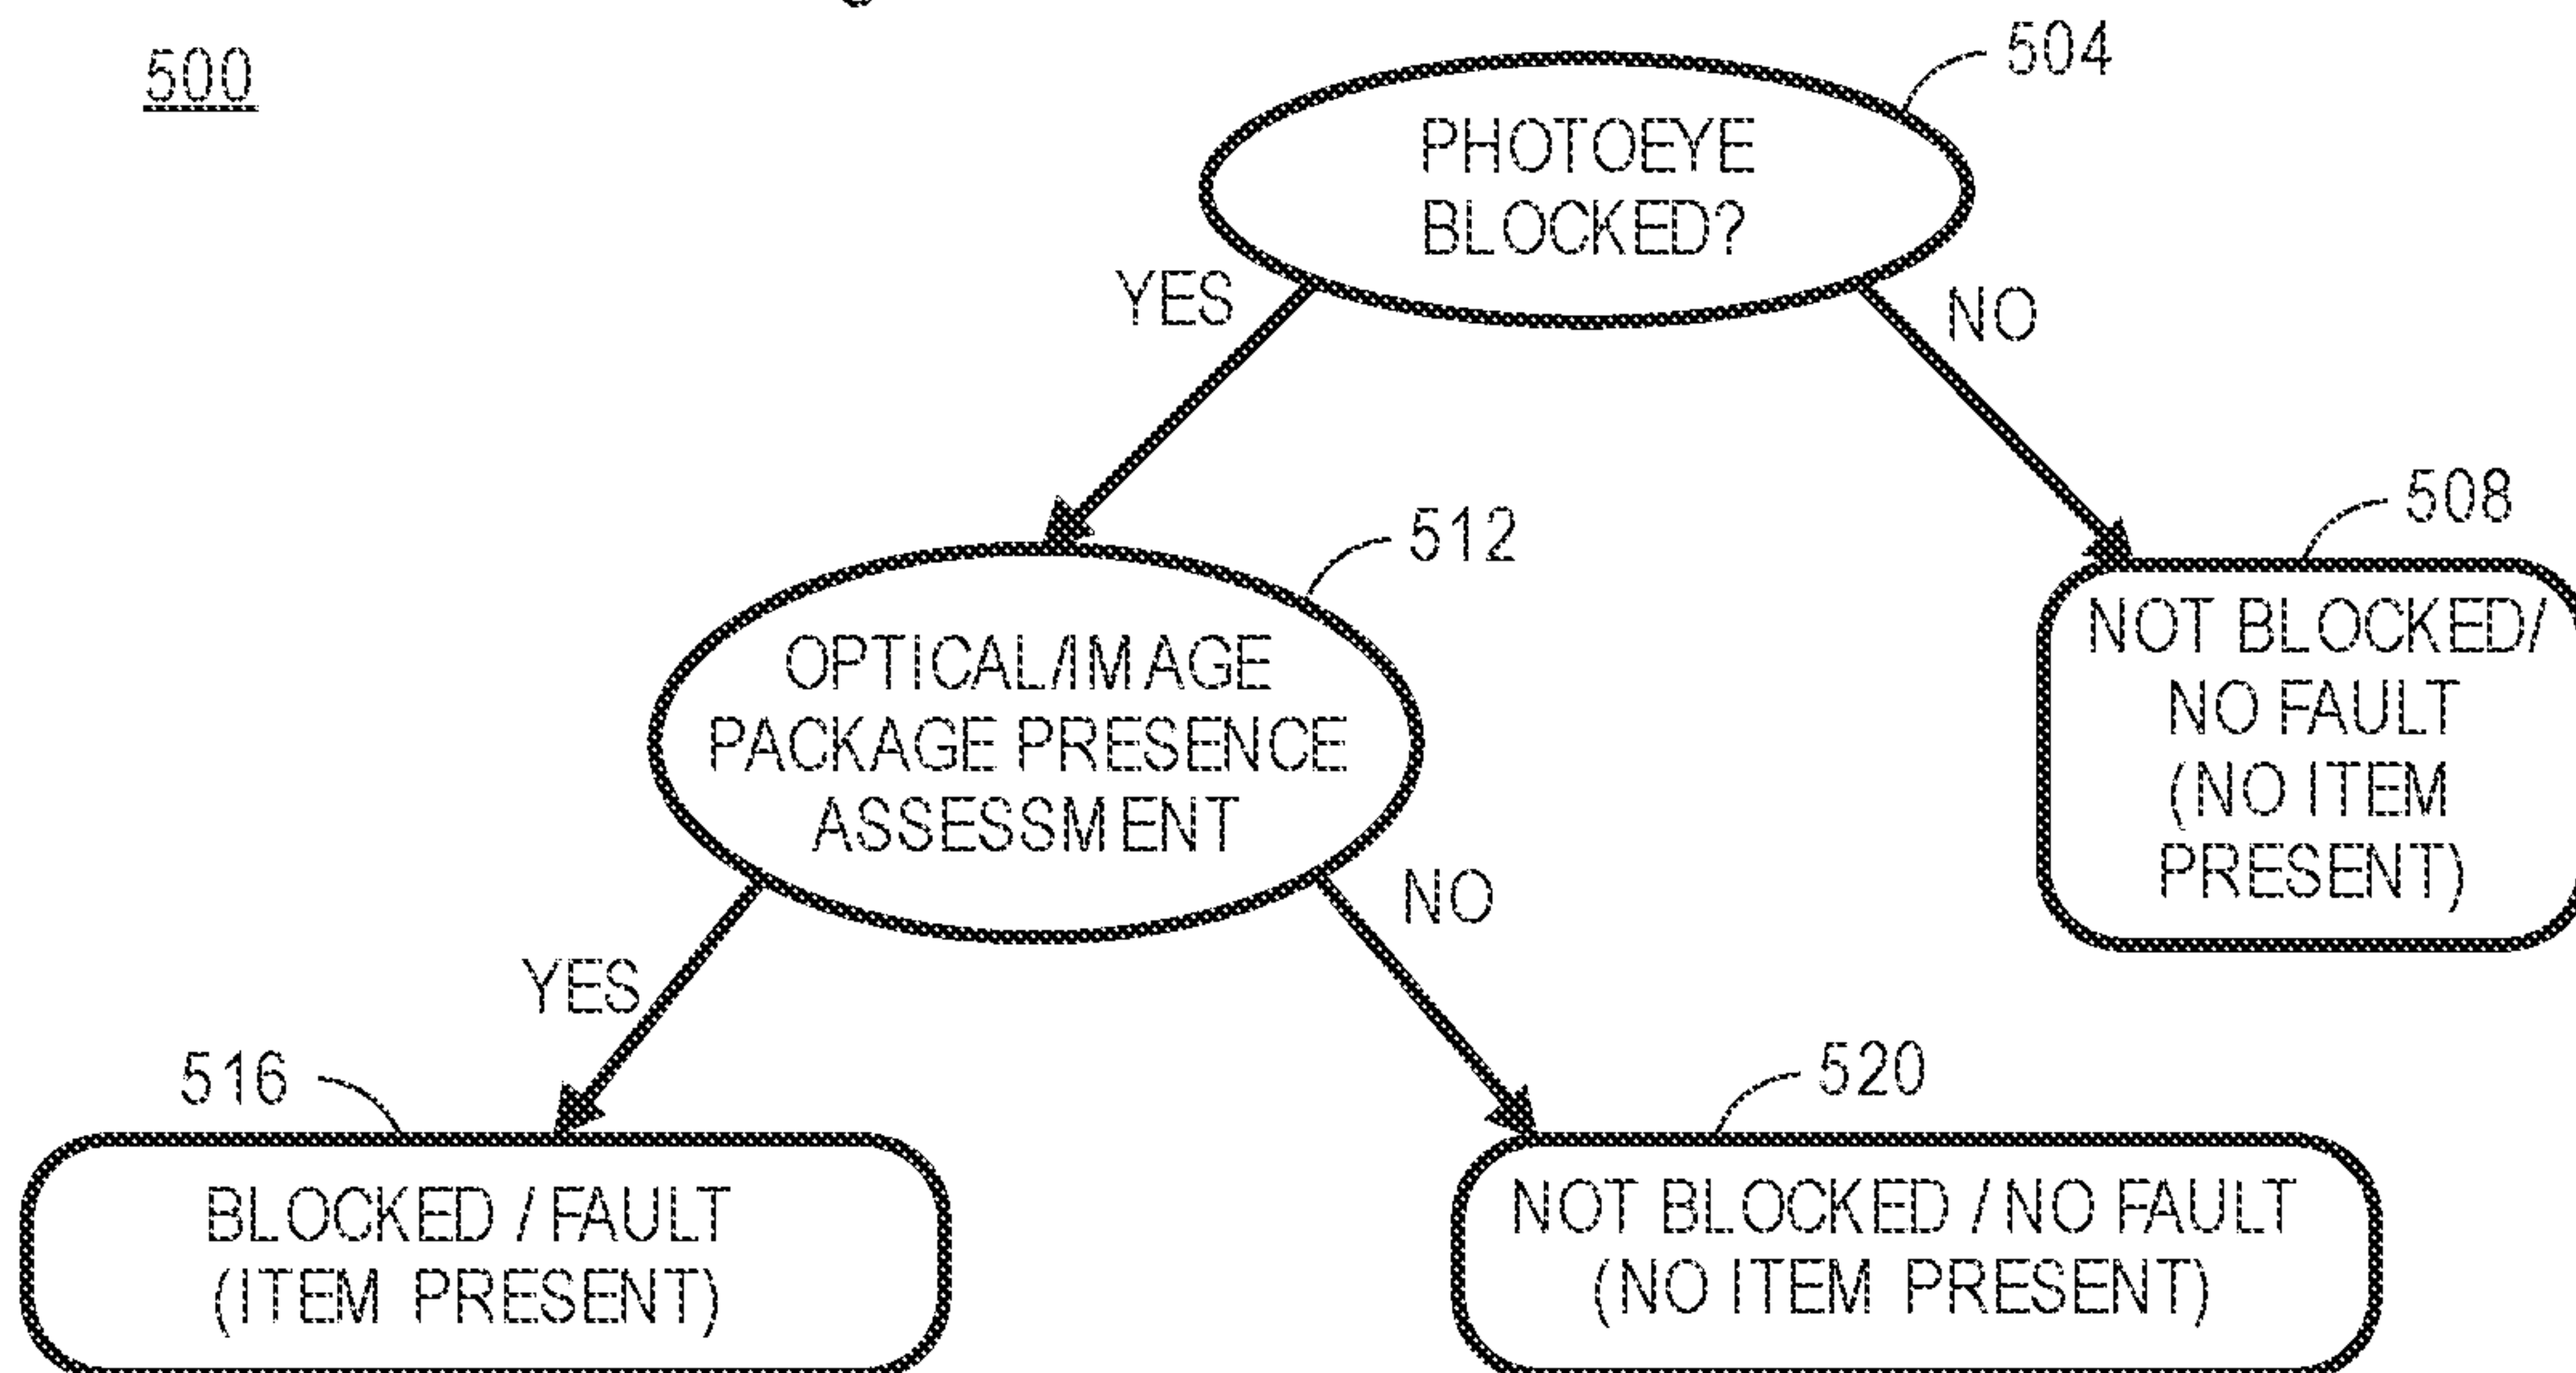 500
504
PHOTOEYE
BLOCKED?
YES
NO
508
512
NOT BLOCKED/
NO FAULT
(NO ITEM
PRESENT)
OPTICAL/IMAGE
PACKAGE PRESENCE
ASSESSMENT
NO
YES
516
520
BLOCKED / FAULT
(ITEM PRESENT)
NOT BLOCKED / NO FAULT
(NO ITEM PRESENT)